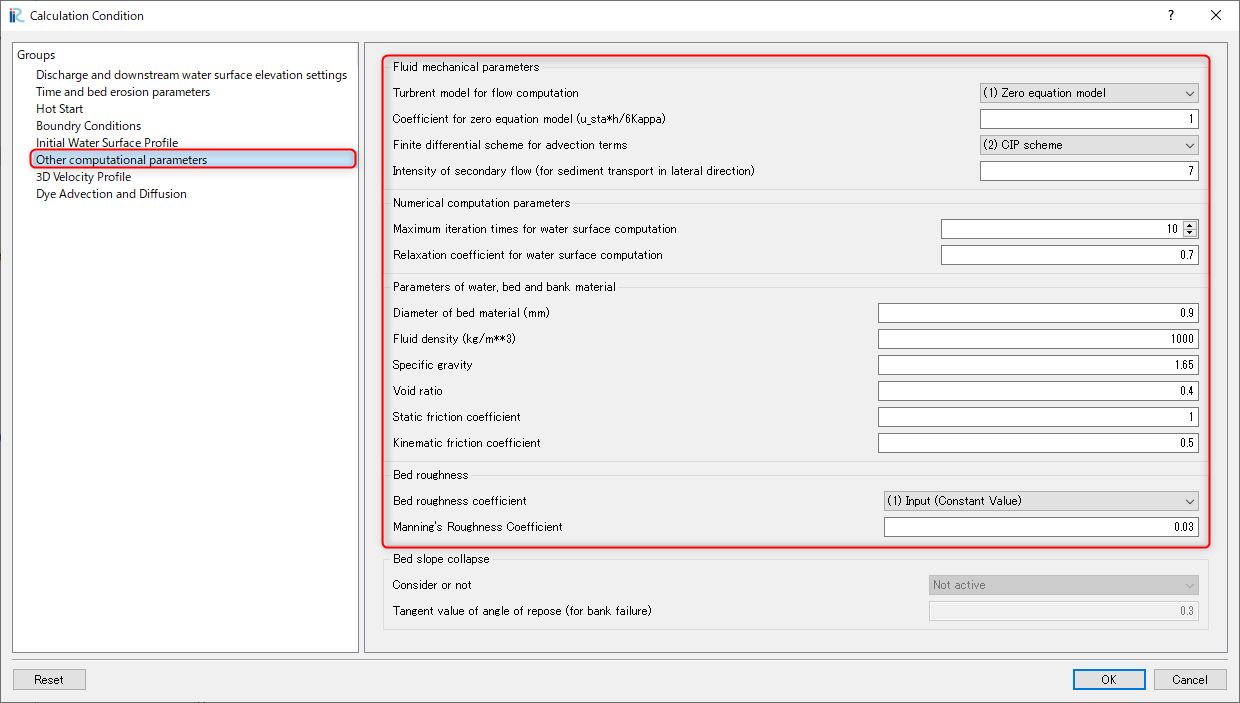 Calculation Condition
?
Groups
Discharge and downstream water surface elevation settings
Time and bed erosion parameters
Hot Start
Boundry Conditions
Initial Water Surface Profile
Other computational parameters
3D Velocity Profile
Dye Advection and Diffusion
Fluid mechanical parameters
Turbrent model for flow computation (1) Zero equation model
Coefficient for zero equation model (u_sta*h/6Kappa) 1
Finite differential scheme for advection terms (2) CIP scheme
Intensity of secondary flow (for sediment transport in lateral direction) 7
Numerical computation parameters
Maximum iteration times for water surface computation 10
Relaxation coefficient for water surface computation 0.7
Parameters of water, bed and bank material
Diameter of bed material (mm) 0.9
Fluid density (kg/m**3) 1000
Specific gravity 1.65
Void ratio 0.4
Static friction coefficient 1
Kinematic friction coefficient 0.5
Bed roughness
Bed roughness coefficient (1) Input (Constant Value)
Manning's Roughness Coefficient 0.03
Bed slope collapse
Consider or not Not active
Tangent value of angle of repose (for bank failure) 0.3
Reset OK Cancel